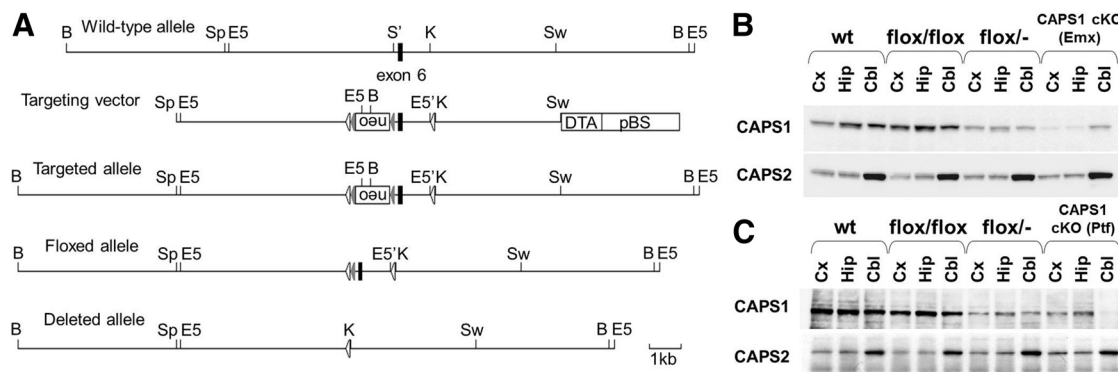 A
Wild-type allele
B Sp E5 S' K Sw B E5
exon 6
Targeting vector
Sp E5 E5 B E5' K Sw
neo DTA pBS
Targeted allele
B Sp E5 E5 B E5' K Sw B E5
neo
Floxed allele
B Sp E5 E5' K Sw B E5
Deleted allele
B Sp E5 K Sw B E5
1kb
B
wt flox/flox flox/- CAPS1 cKO (Emx)
Cx Hip Cbl Cx Hip Cbl Cx Hip Cbl Cx Hip Cbl
CAPS1
CAPS2
C
wt flox/flox flox/- CAPS1 cKO (Ptf)
Cx Hip Cbl Cx Hip Cbl Cx Hip Cbl Cx Hip Cbl
CAPS1
CAPS2